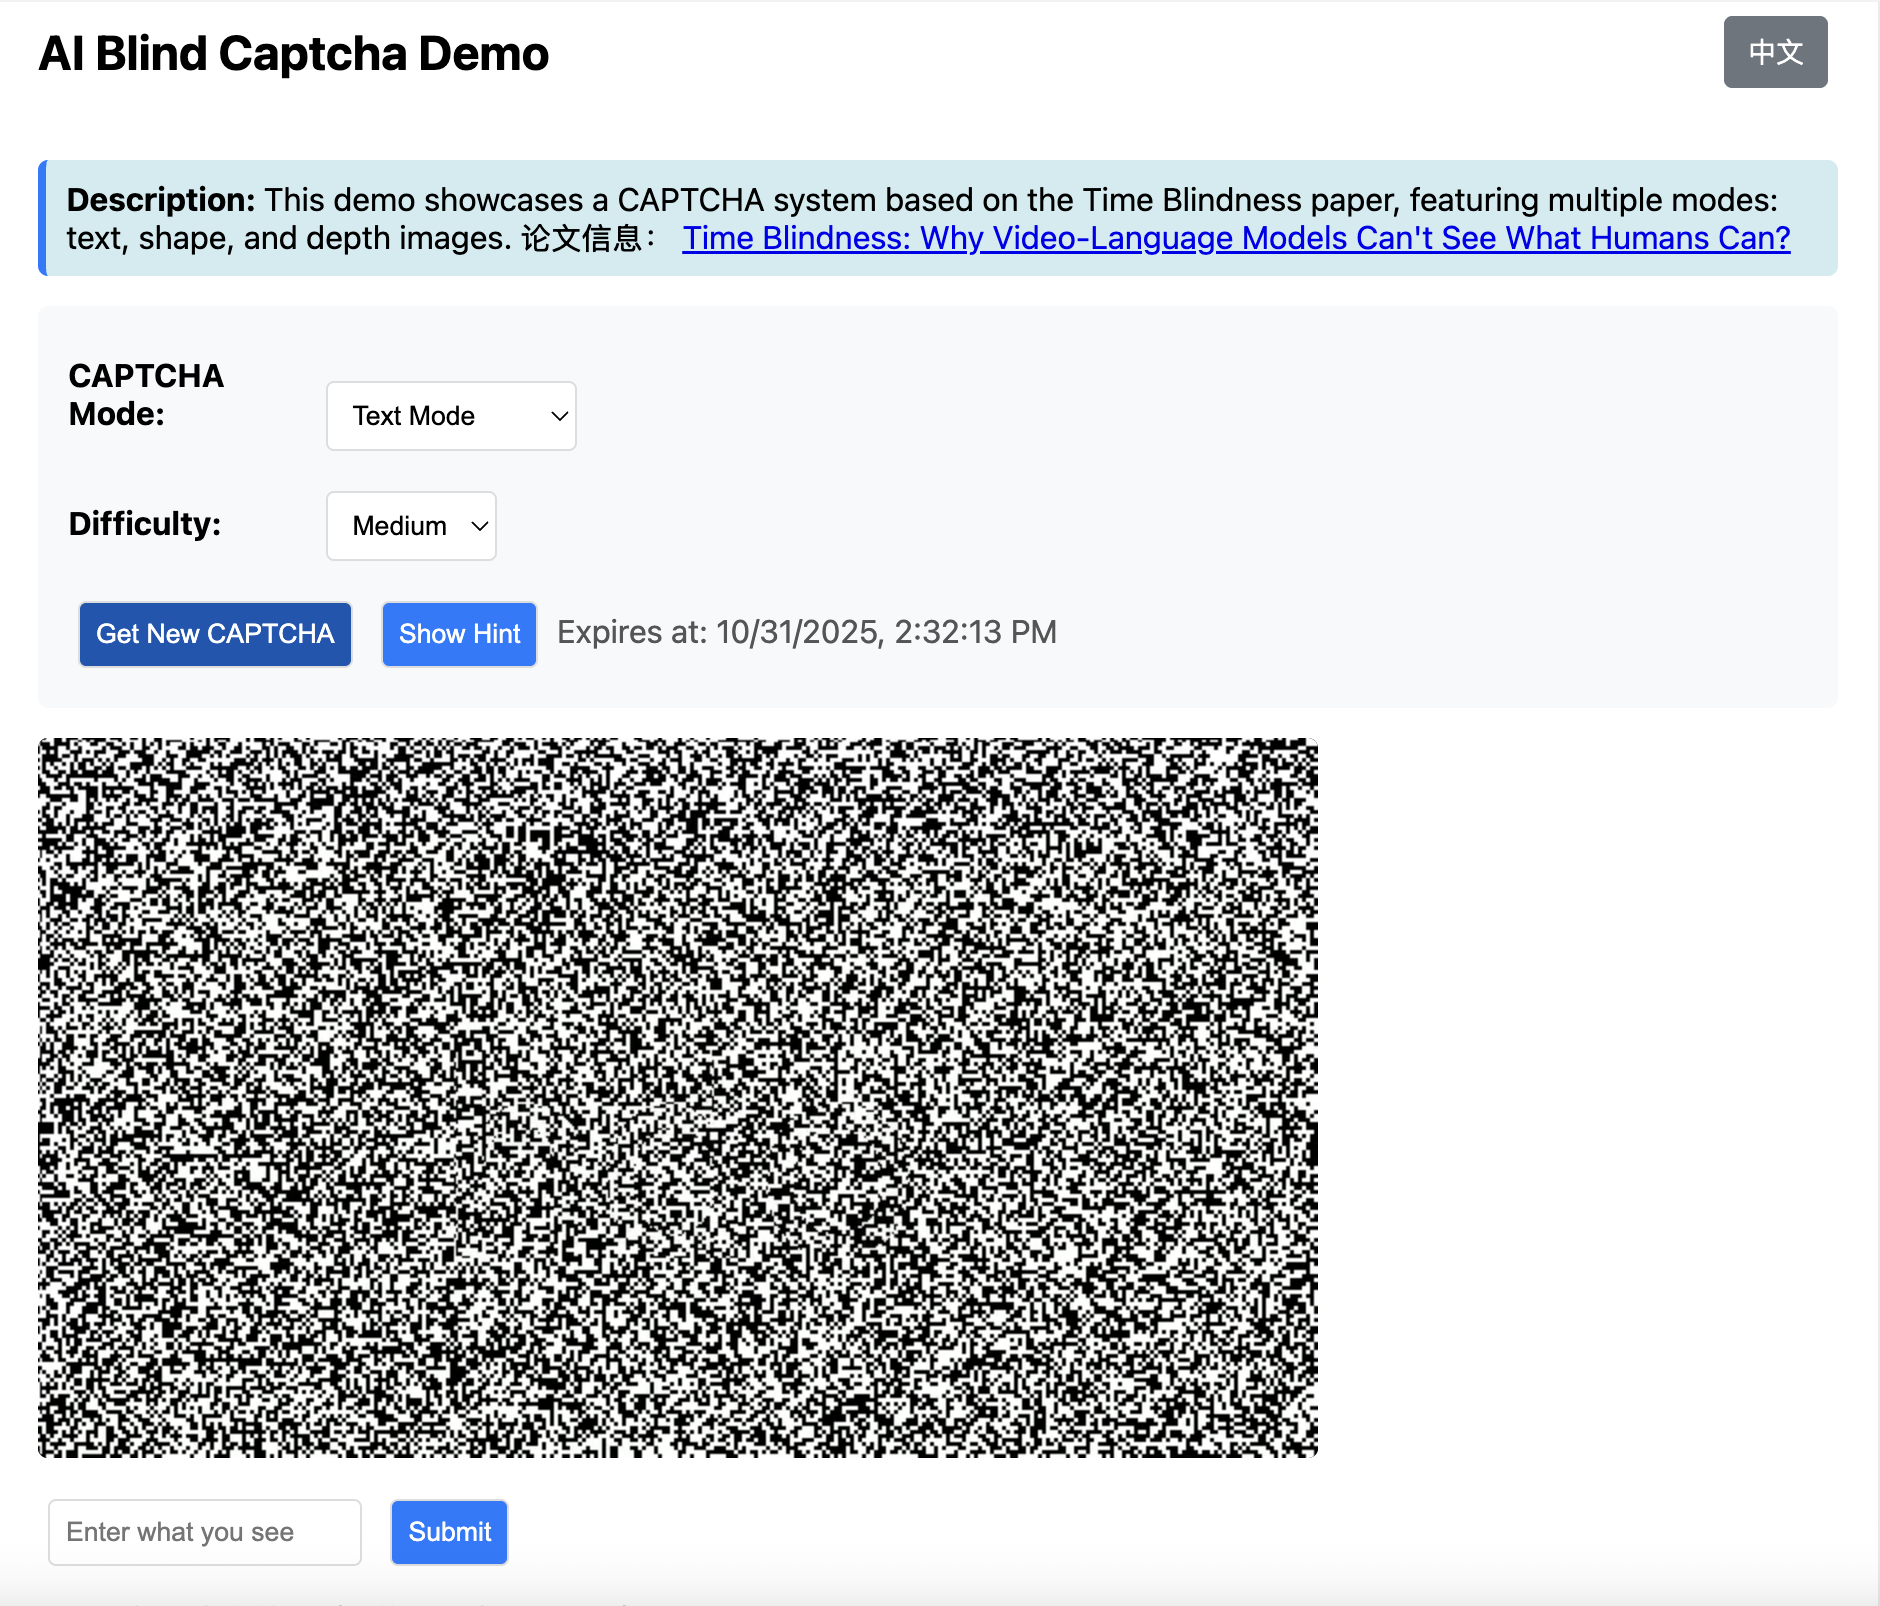 AI Blind Captcha Demo
中文
Description: This demo showcases a CAPTCHA system based on the Time Blindness paper, featuring multiple modes:
text, shape, and depth images. 论文信息： Time Blindness: Why Video-Language Models Can't See What Humans Can?
CAPTCHA
Mode:
Text Mode
Difficulty:
Medium
Get New CAPTCHA
Show Hint
Expires at: 10/31/2025, 2:32:13 PM
Enter what you see
Submit